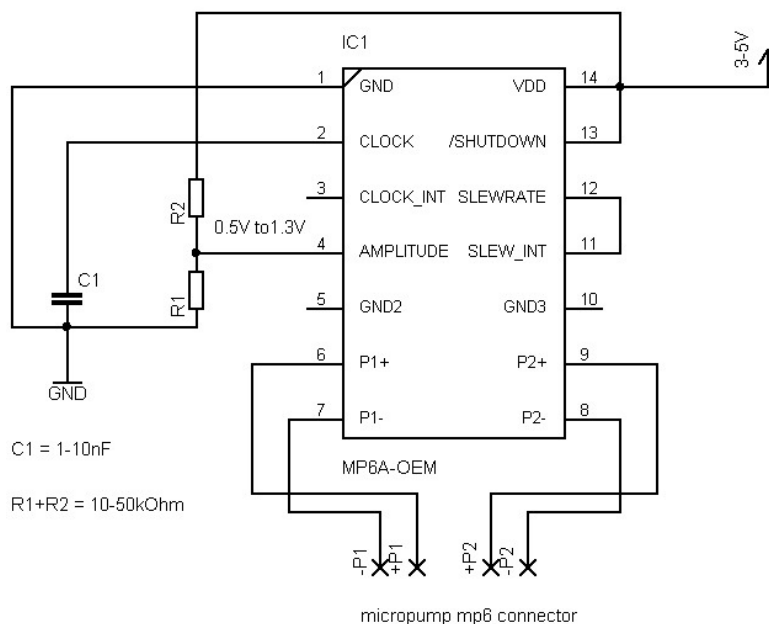 IC1
3-5V
1 GND VDD 14
2 CLOCK /SHUTDOWN 13
3 CLOCK_INT SLEWRATE 12
R2
0.5V to1.3V
4 AMPLITUDE SLEW_INT 11
C1
R1
5 GND2 GND3 10
6 P1+ P2+ 9
GND
7 P1- P2- 8
C1 = 1-10nF
MP6A-OEM
R1+R2 = 10-50kOhm
-P1 +P1 +P2 -P2
micropump mp6 connector